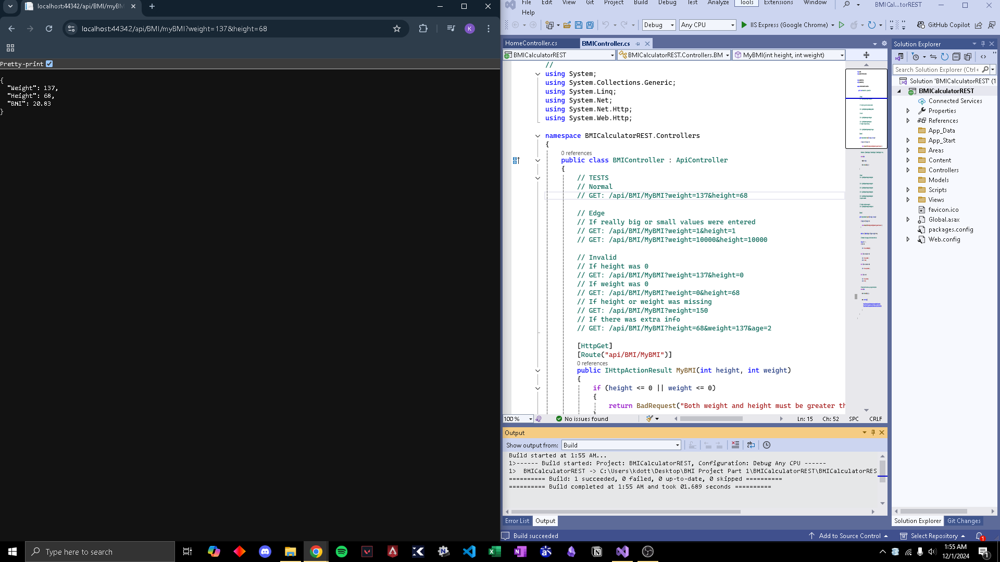 localhost:44342/api/BMI/myBM
localhost:44342/api/BMI/myBMI?weight=137&height=68
K
Pretty-print
{
"Weight": 137,
"Height": 68,
"BMI": 20.83
}
File Edit View Git Project Build Debug Test Analyze Tools Extensions Window
Help
BMICal...torREST
Debug
Any CPU
IIS Express (Google Chrome)
GitHub Copilot
HomeController.cs
BMIController.cs
BMICalculatorREST
BMICalculatorREST.Controllers.BM
MyBMI(int height, int weight)
//
using System;
using System.Collections.Generic;
using System.Linq;
using System.Net;
using System.Net.Http;
using System.Web.Http;
namespace BMICalculatorREST.Controllers
{
0 references
public class BMIController : ApiController
{
// TESTS
// Normal
// GET: /api/BMI/MyBMI?weight=137&height=68
// Edge
// If really big or small values were entered
// GET: /api/BMI/MyBMI?weight=1&height=1
// GET: /api/BMI/MyBMI?weight=10000&height=10000
// Invalid
// If height was 0
// GET: /api/BMI/MyBMI?weight=137&height=0
// If weight was 0
// GET: /api/BMI/MyBMI?weight=0&height=68
// If height or weight was missing
// GET: /api/BMI/MyBMI?weight=150
// If there was extra info
// GET: /api/BMI/MyBMI?height=68&weight=137&age=2
[HttpGet]
[Route("api/BMI/MyBMI")]
0 references
public IHttpActionResult MyBMI(int height, int weight)
{
if (height <= 0 || weight <= 0)
{
return BadRequest("Both weight and height must be greater th
100 %
No issues found
Ln: 15 Ch: 52 SPC CRLF
Output
Show output from: Build
Build started at 1:55 AM...
1>------ Build started: Project: BMICalculatorREST, Configuration: Debug Any CPU ------
1>  BMICalculatorREST -> C:\Users\kdott\Desktop\BMI Project Part 1\BMICalculatorREST\BMICalculatorRES
========== Build: 1 succeeded, 0 failed, 0 up-to-date, 0 skipped ==========
========== Build completed at 1:55 AM and took 01.689 seconds ==========
Error List
Output
Build succeeded
Add to Source Control
Select Repository
1
Solution Explorer
Search Solution Explorer (Ctrl+
Solution 'BMICalculatorREST' (1
BMICalculatorREST
Connected Services
Properties
References
App_Data
App_Start
Areas
Content
Controllers
Models
Scripts
Views
favicon.ico
Global.asax
packages.config
Web.config
Solution Explorer
Git Changes
Type here to search
1:55 AM
12/1/2024
1